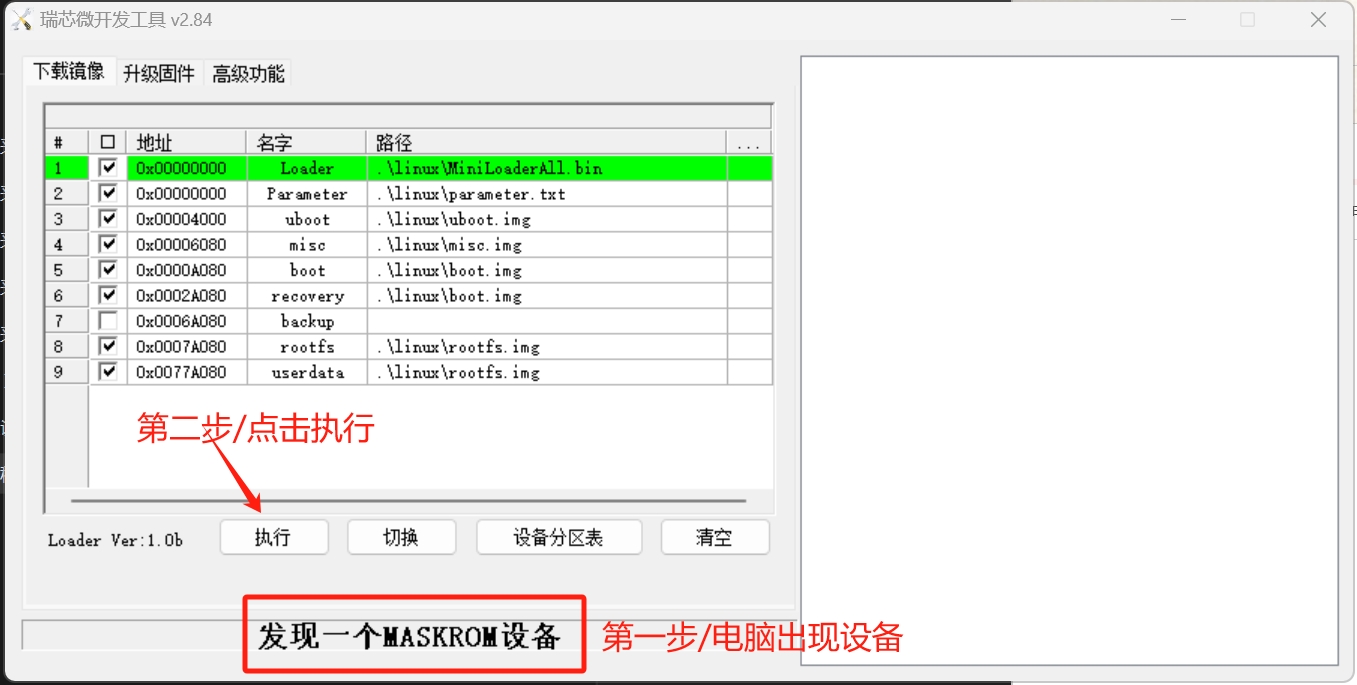 瑞芯微开发工具 v2.84
下载镜像 升级固件 高级功能
# 地址 名字 路径 ...
1 0x00000000 Loader .\linux\MiniLoaderAll.bin
2 0x00000000 Parameter .\linux\parameter.txt
3 0x00004000 uboot .\linux\uboot.img
4 0x00006080 misc .\linux\misc.img
5 0x0000A080 boot .\linux\boot.img
6 0x0002A080 recovery .\linux\boot.img
7 0x0006A080 backup
8 0x0007A080 rootfs .\linux\rootfs.img
9 0x0077A080 userdata .\linux\rootfs.img
第二步/点击执行
Loader Ver:1.0b 执行 切换 设备分区表 清空
发现一个MASKROM设备 第一步/电脑出现设备